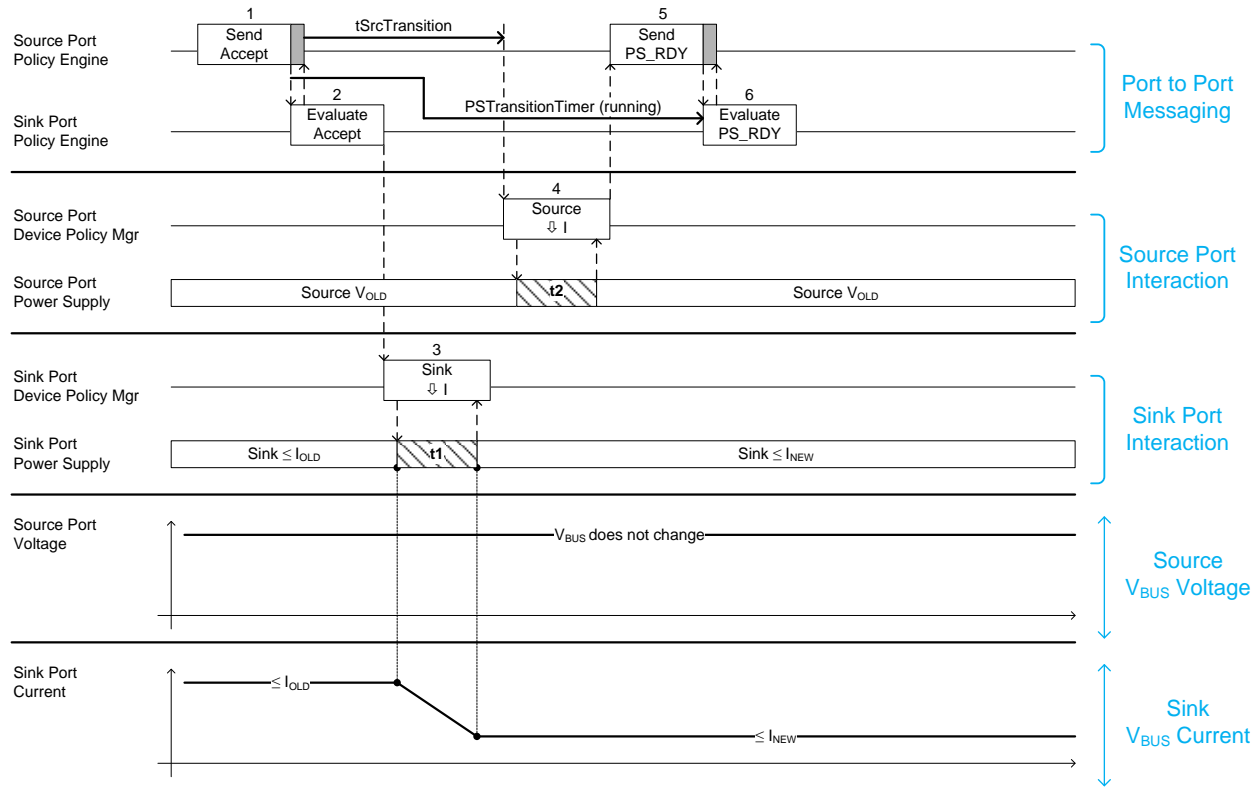 1
Send
Accept
tSrcTransition
5
Send
PS_RDY
Source Port
Policy Engine
Port to Port
Messaging
2
Evaluate
Accept
PSTransitionTimer (running)
6
Evaluate
PS_RDY
Sink Port
Policy Engine
4
Source
⇩ I
Source Port
Device Policy Mgr
Source Port
Interaction
Source Port
Power Supply
Source VOLD
t2
Source VOLD
3
Sink
⇩ I
Sink Port
Device Policy Mgr
Sink Port
Interaction
Sink Port
Power Supply
Sink ≤ IOLD
t1
Sink ≤ INEW
Source Port
Voltage
VBUS does not change
Source
VBUS Voltage
Sink Port
Current
≤ IOLD
≤ INEW
Sink
VBUS Current